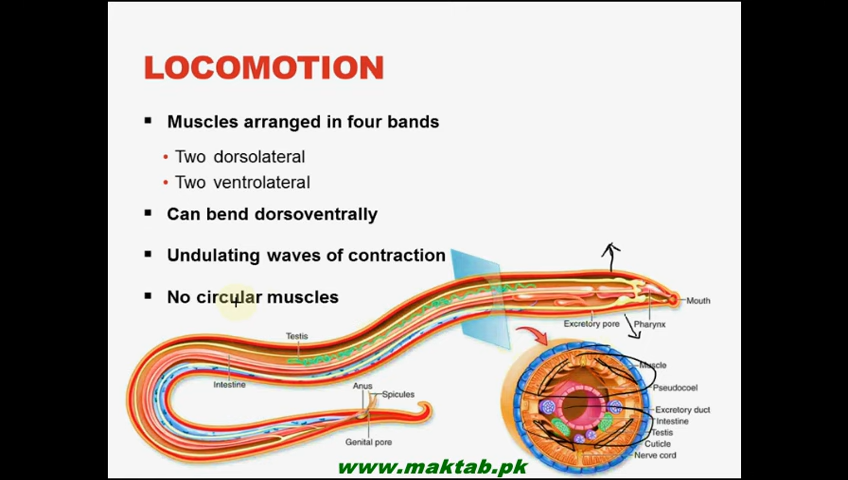 LOCOMOTION
▪ Muscles arranged in four bands
• Two dorsolateral
• Two ventrolateral
▪ Can bend dorsoventrally
▪ Undulating waves of contraction
▪ No circular muscles
Mouth
Excretory pore
Pharynx
Testis
Muscle
Intestine
Anus
Spicules
Pseudocoel
Excretory duct
Intestine
Testis
Genital pore
Cuticle
Nerve cord
www.maktab.pk